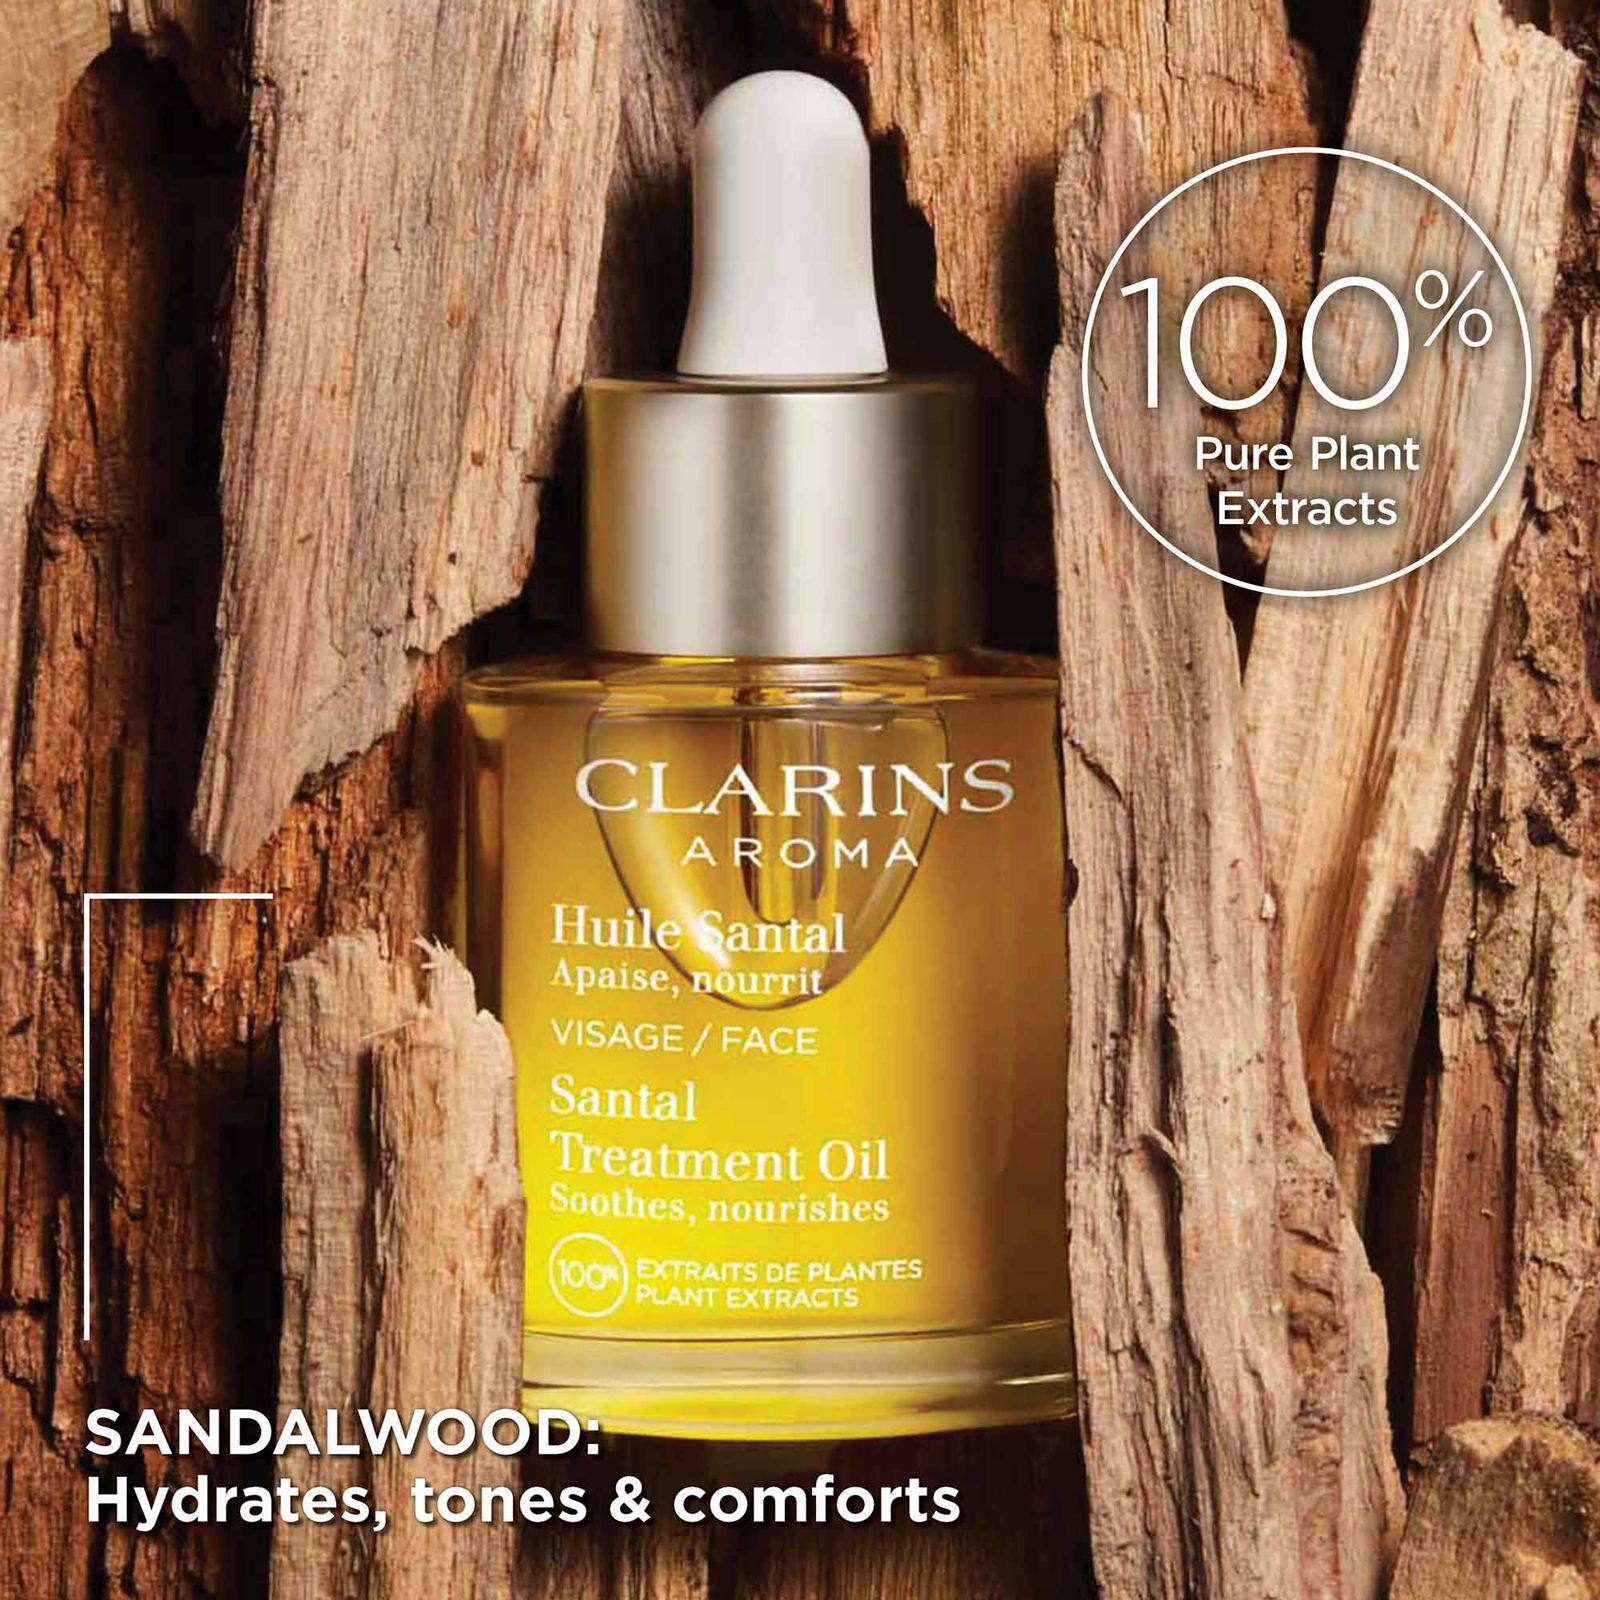 100%
Pure Plant
Extracts
CLARINS
AROMA
Huile Santal
Apaise, nourrit
VISAGE / FACE
Santal
Treatment Oil
Soothes, nourishes
100% EXTRAITS DE PLANTES
PLANT EXTRACTS
SANDALWOOD:
Hydrates, tones & comforts